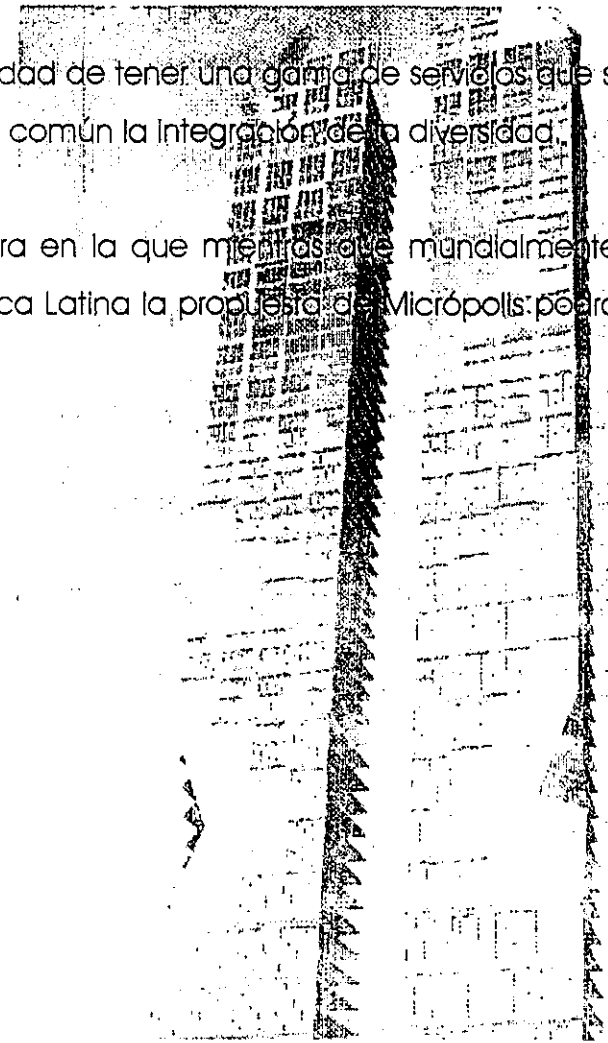 dad de tener una gama de servicios que s
común la integración de la diversidad.
ra en la que mientras que mundialmente
ca Latina la propuesta de Micrópolis podrá